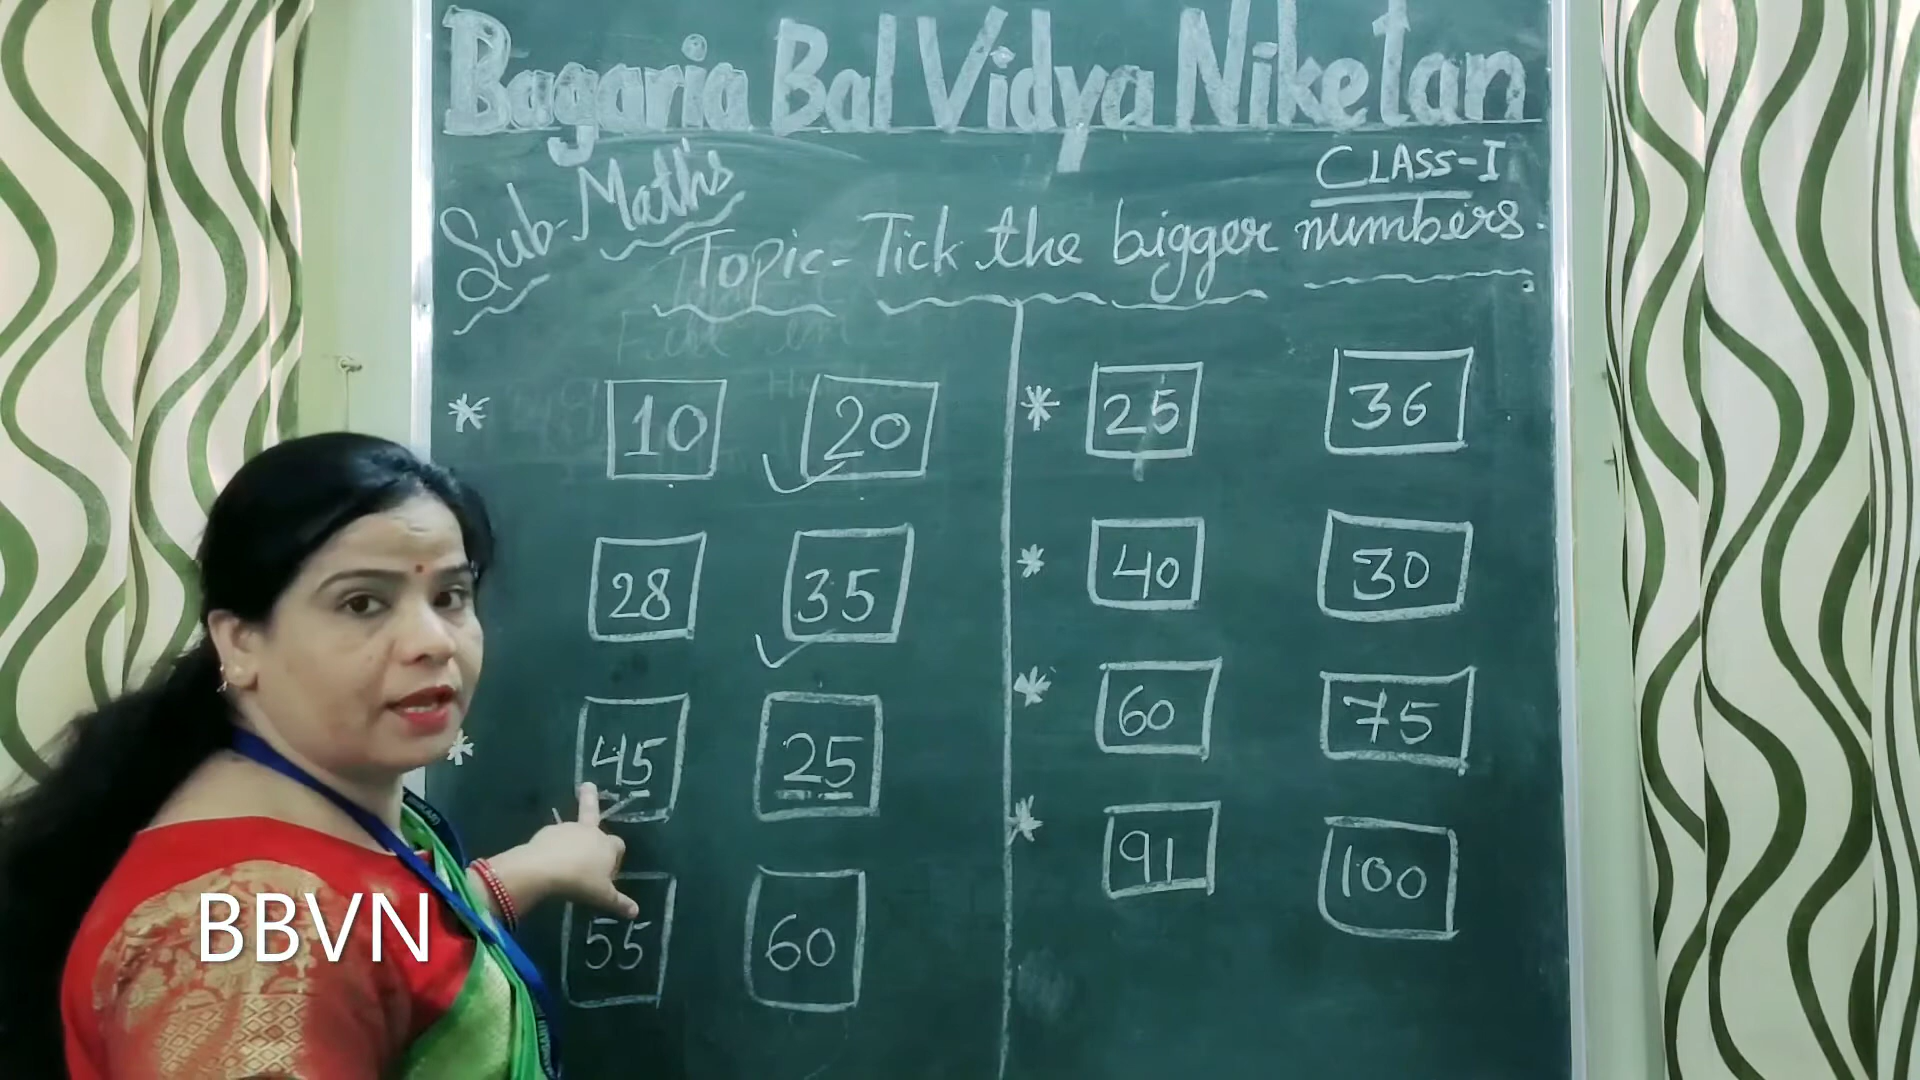 Bagaria Bal Vidya Niketan
CLASS-I
Sub-Maths
Topic- Tick the bigger numbers.
* 10 20
28 35
* 45 25
55 60
* 25 36
* 40 30
* 60 75
* 91 100
BBVN